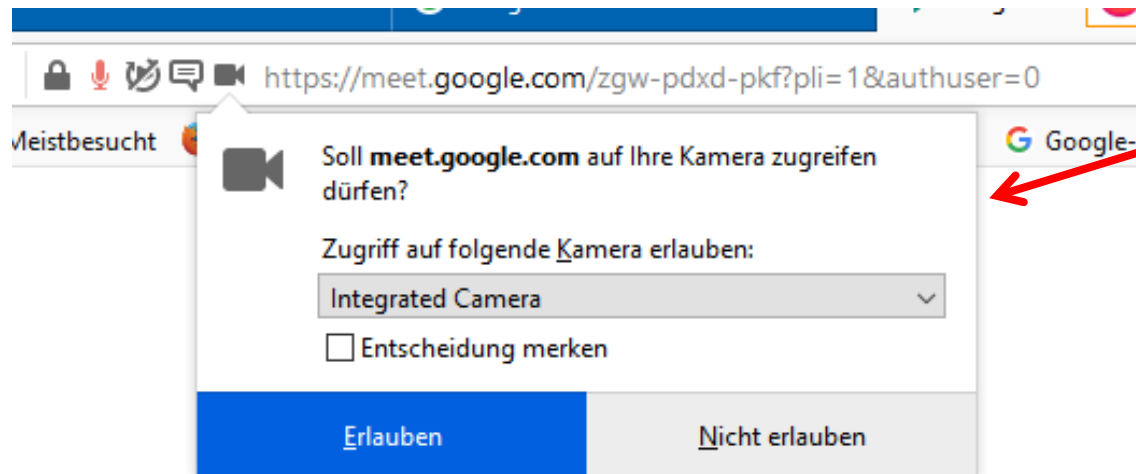 https://meet.google.com/zgw-pdxd-pkf?pli=1&authuser=0
Meistbesucht
Google-
Soll meet.google.com auf Ihre Kamera zugreifen
dürfen?
Zugriff auf folgende Kamera erlauben:
Integrated Camera
Entscheidung merken
Erlauben
Nicht erlauben